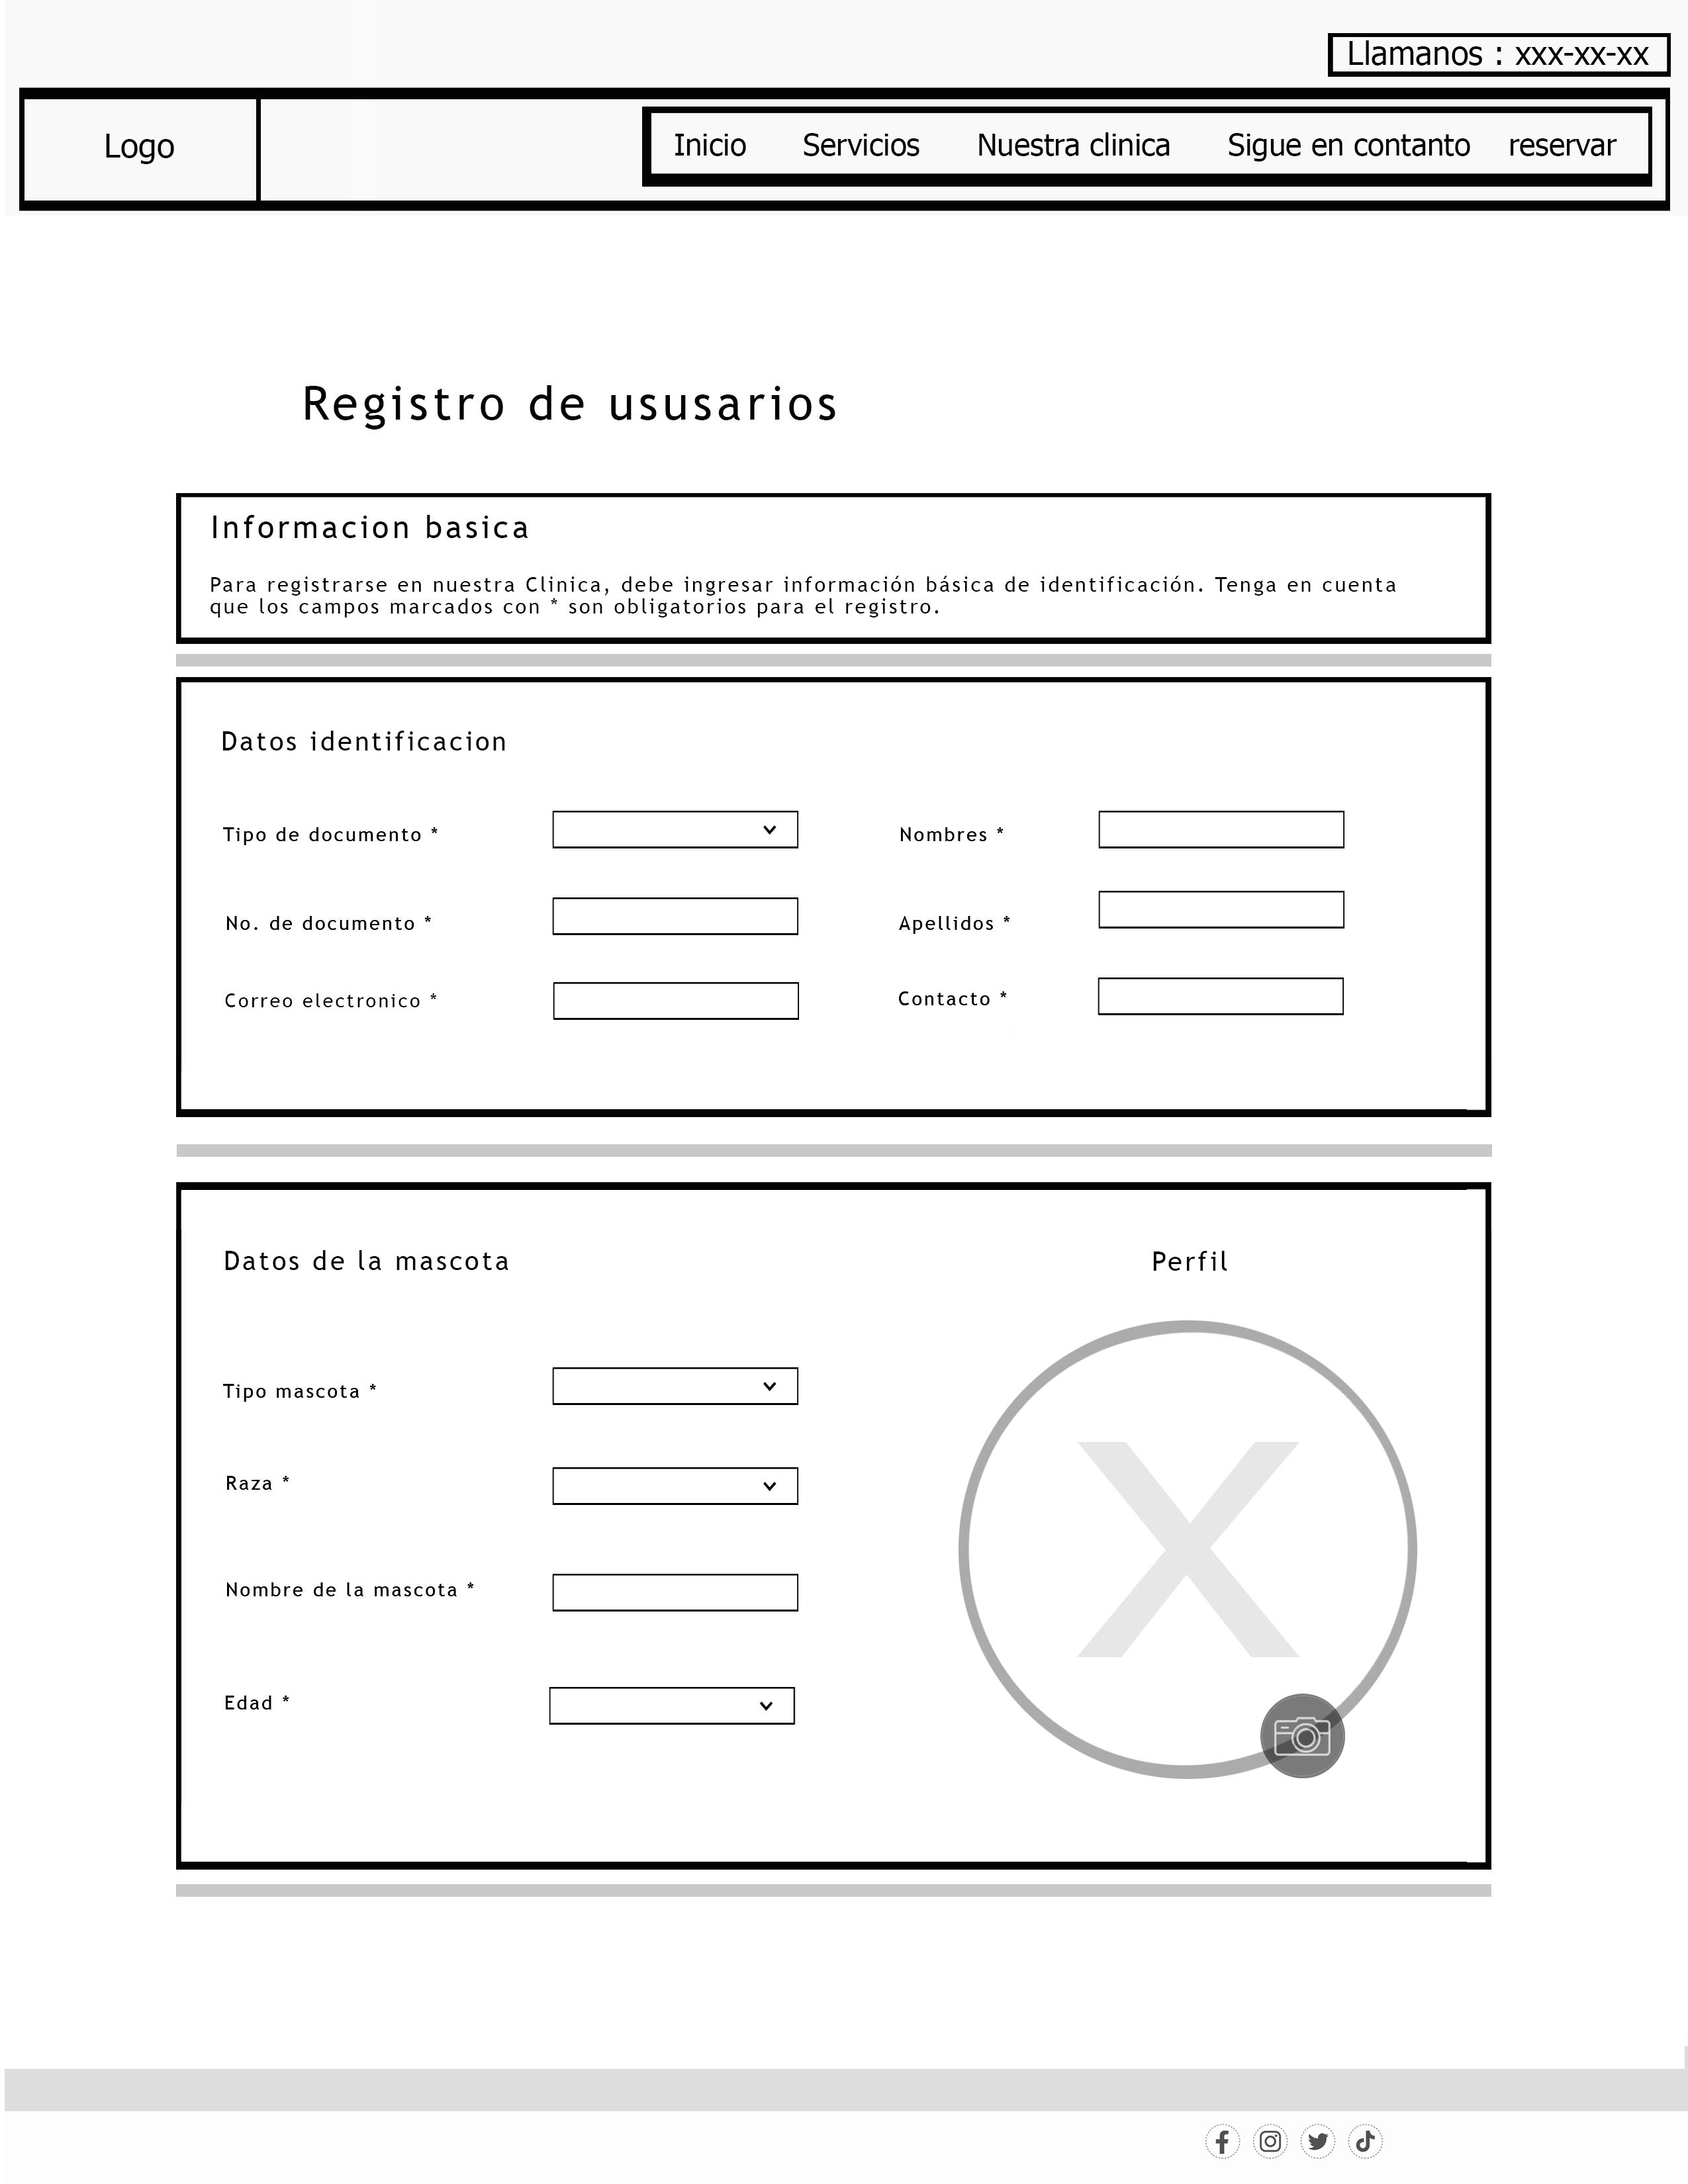 Llamanos : xxx-xx-xx
Logo
Inicio Servicios Nuestra clinica Sigue en contanto reservar
Registro de ususarios
Informacion basica
Para registrarse en nuestra Clinica, debe ingresar información básica de identificación. Tenga en cuenta
que los campos marcados con * son obligatorios para el registro.
Datos identificacion
Tipo de documento *
Nombres *
No. de documento *
Apellidos *
Correo electronico *
Contacto *
Datos de la mascota
Perfil
Tipo mascota *
Raza *
Nombre de la mascota *
Edad *
X